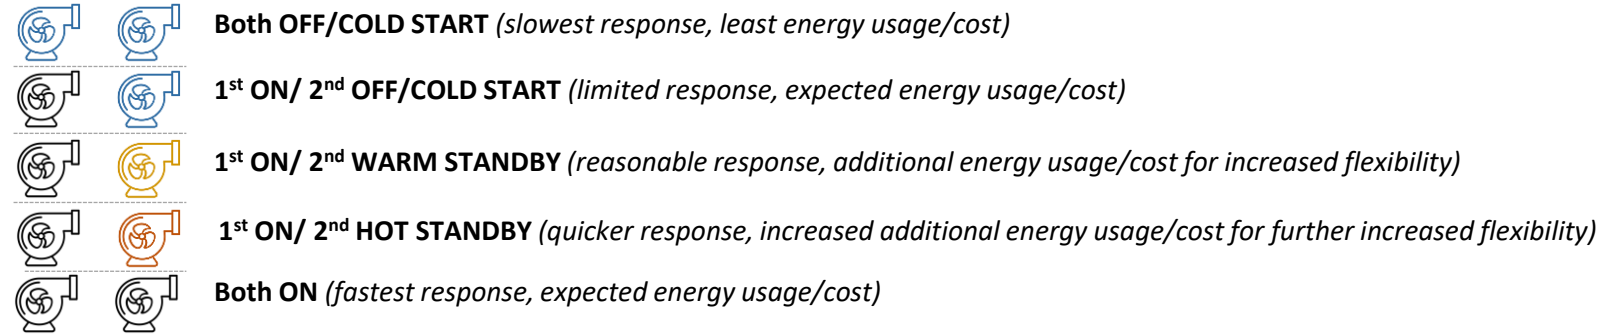 Both OFF/COLD START (slowest response, least energy usage/cost)
1st ON/ 2nd OFF/COLD START (limited response, expected energy usage/cost)
1st ON/ 2nd WARM STANDBY (reasonable response, additional energy usage/cost for increased flexibility)
1st ON/ 2nd HOT STANDBY (quicker response, increased additional energy usage/cost for further increased flexibility)
Both ON (fastest response, expected energy usage/cost)